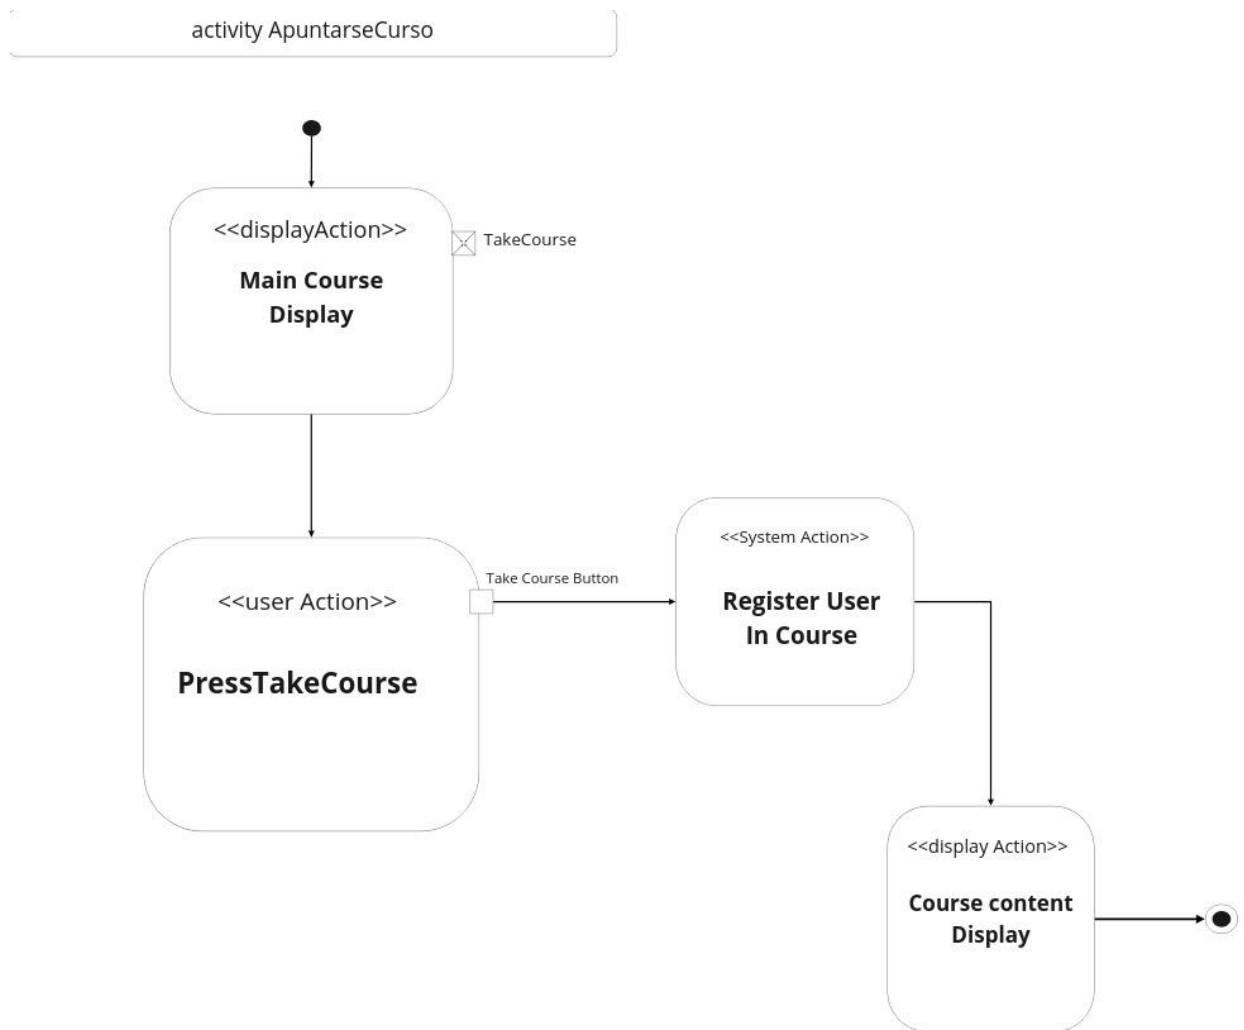 activity ApuntarseCurso
<<displayAction>>
TakeCourse
Main Course
Display
Take Course Button
<<user Action>>
PressTakeCourse
<<System Action>>
Register User
In Course
<<display Action>>
Course content
Display